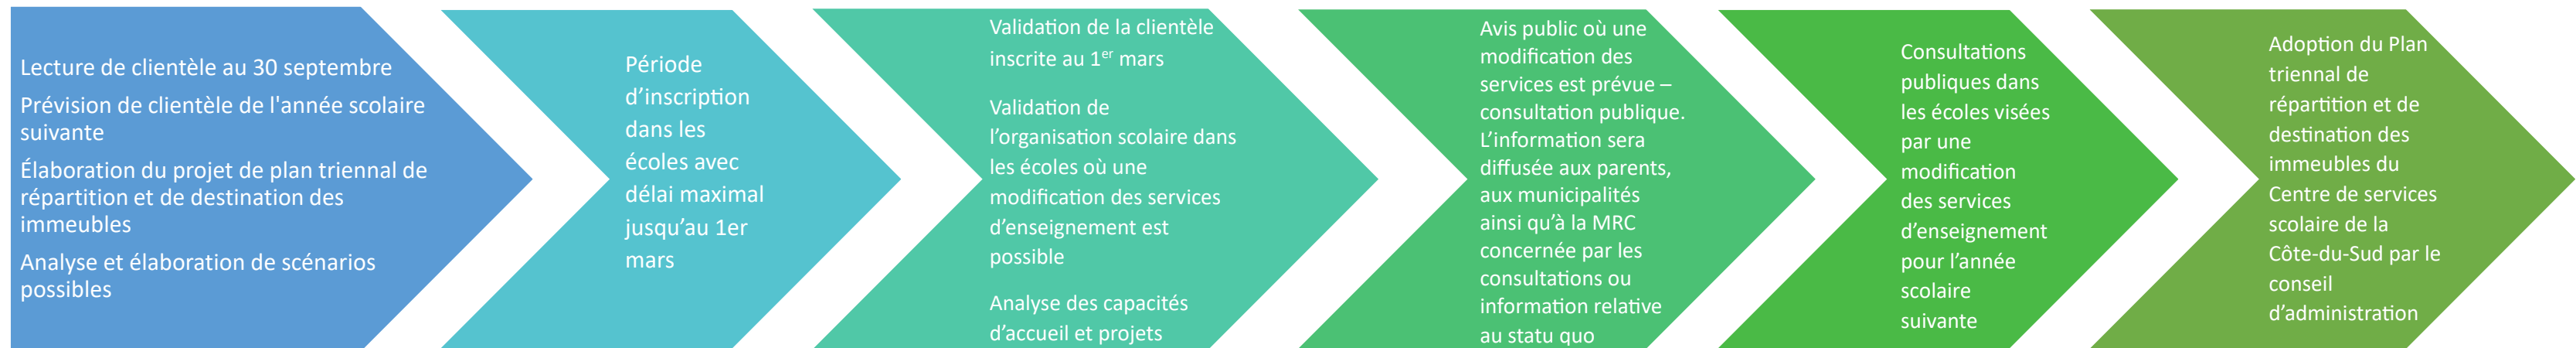 Lecture de clientèle au 30 septembre
Prévision de clientèle de l'année scolaire
suivante
Élaboration du projet de plan triennal de
répartition et de destination des
immeubles
Analyse et élaboration de scénarios
possibles
Période
d’inscription
dans les
écoles avec
délai maximal
jusqu’au 1er
mars
Validation de la clientèle
inscrite au 1er mars
Validation de
l’organisation scolaire dans
les écoles où une
modification des services
d’enseignement est
possible
Analyse des capacités
d’accueil et projets
Avis public où une
modification des
services est prévue –
consultation publique.
L’information sera
diffusée aux parents,
aux municipalités
ainsi qu’à la MRC
concernée par les
consultations ou
information relative
au statu quo
Consultations
publiques dans
les écoles visées
par une
modification
des services
d’enseignement
pour l’année
scolaire
suivante
Adoption du Plan
triennal de
répartition et de
destination des
immeubles du
Centre de services
scolaire de la
Côte-du-Sud par le
conseil
d’administration